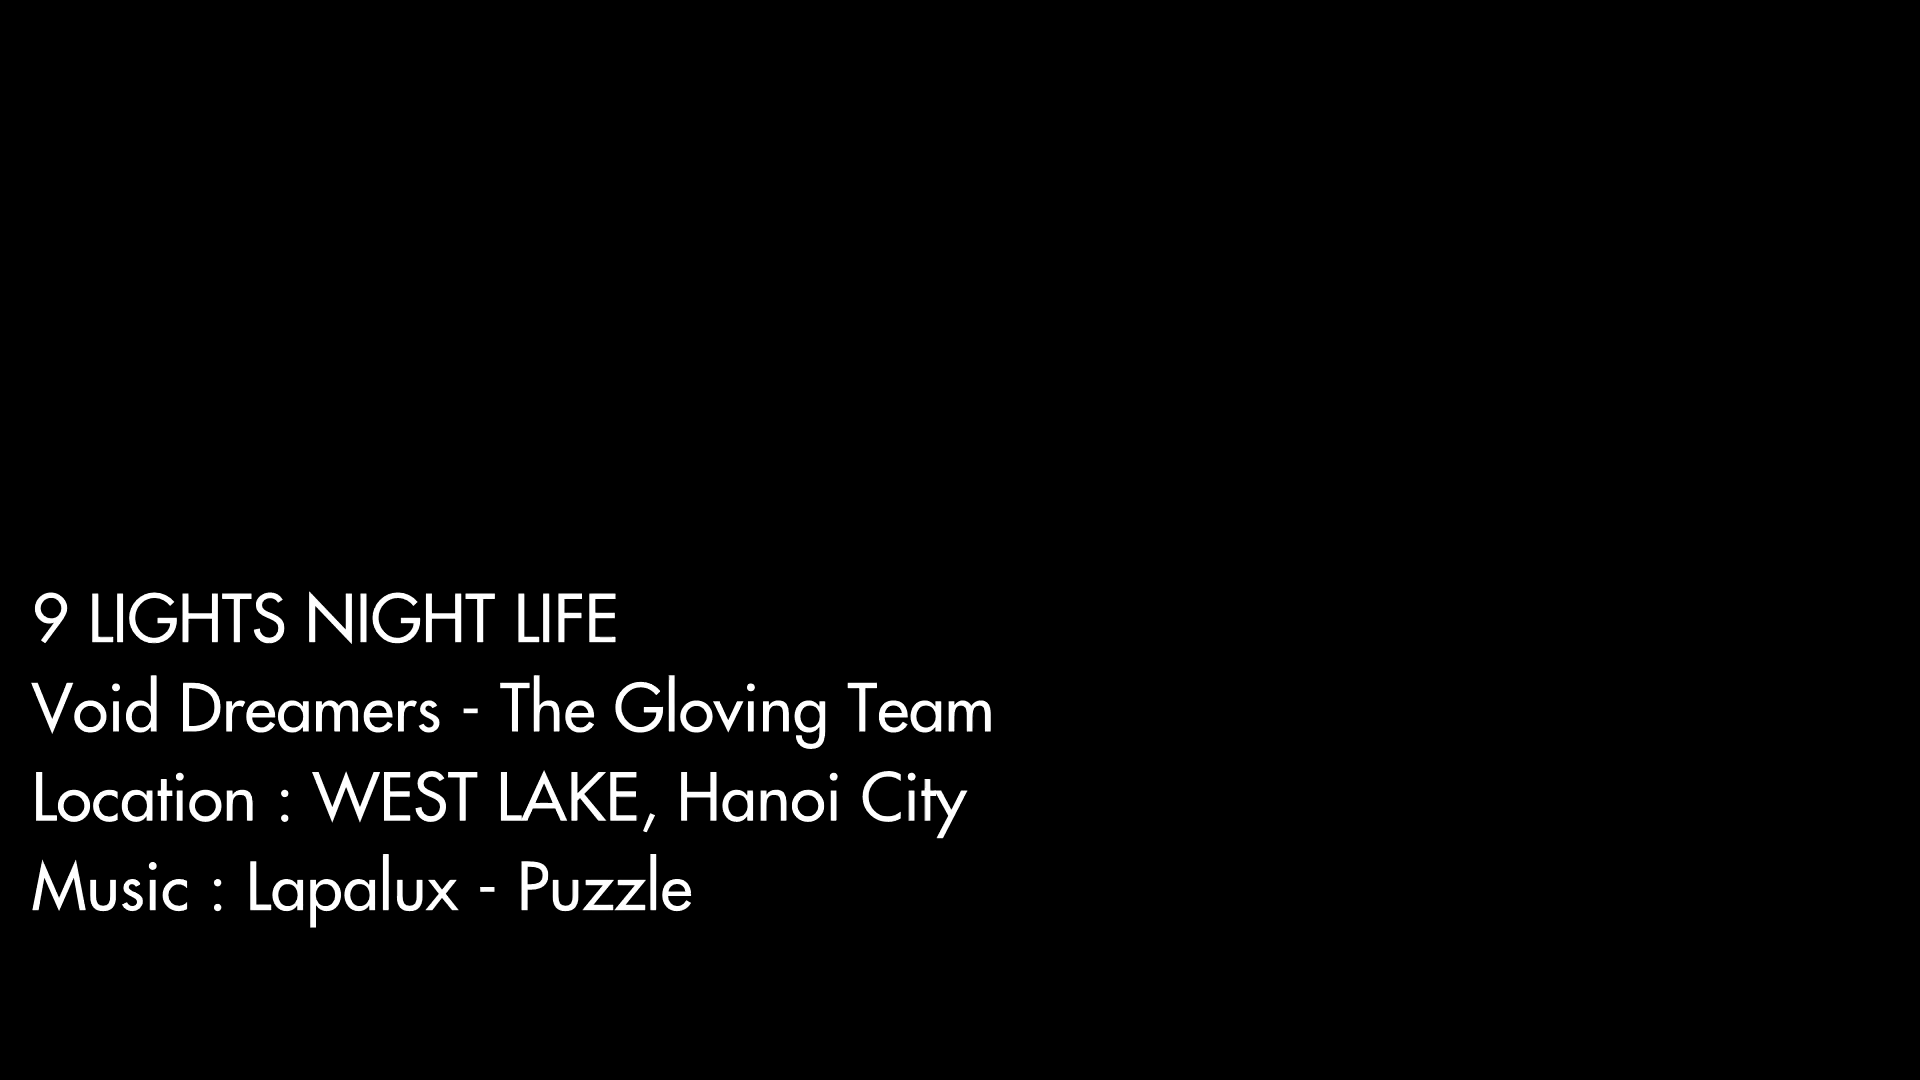 9 LIGHTS NIGHT LIFE
Void Dreamers - The Gloving Team
Location : WEST LAKE, Hanoi City
Music : Lapalux - Puzzle